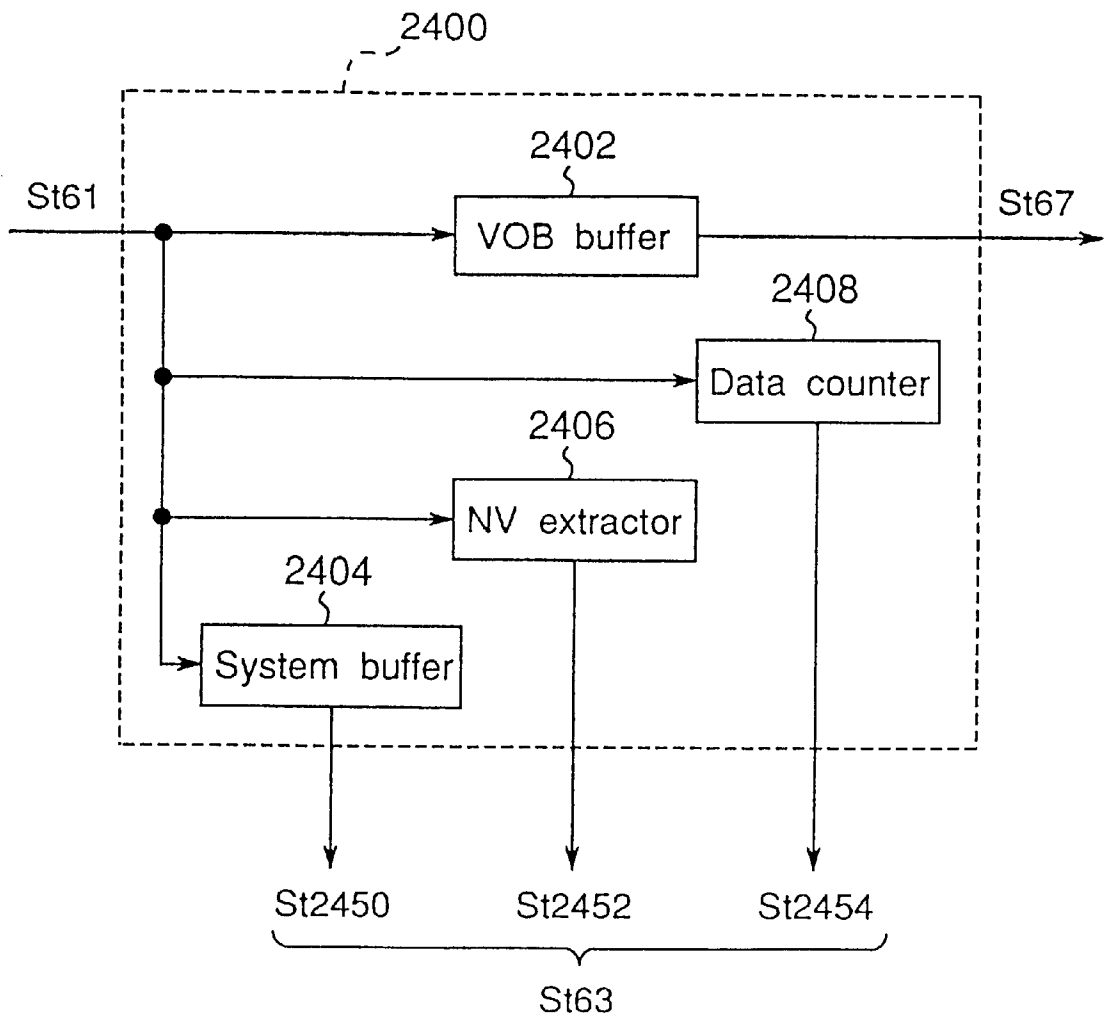 2400
2402
St61
VOB buffer
St67
2408
Data counter
2406
NV extractor
2404
System buffer
St2450
St2452
St2454
St63